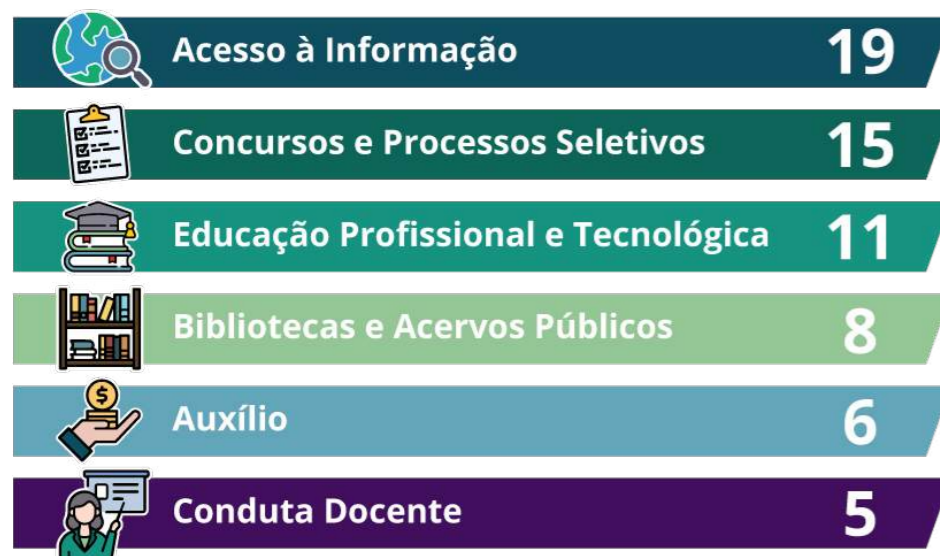 Acesso à Informação 19
Concursos e Processos Seletivos 15
Educação Profissional e Tecnológica 11
Bibliotecas e Acervos Públicos 8
Auxílio 6
Conduta Docente 5